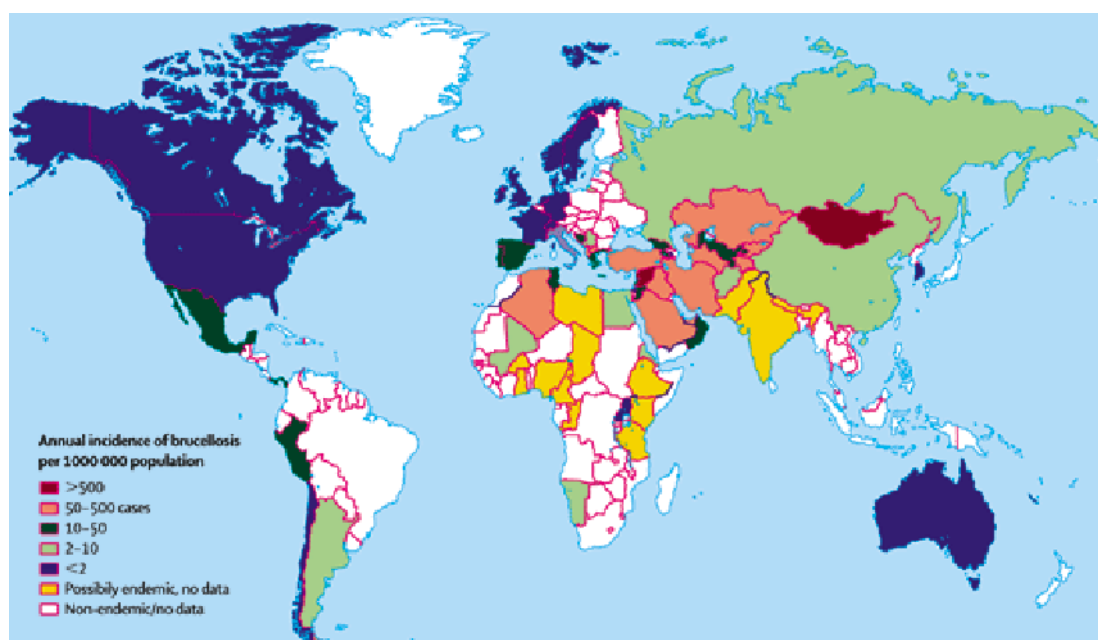 Annual incidence of brucellosis
per 1000 000 population
>500
50–500 cases
10–50
2–10
<2
Possibily endemic, no data
Non-endemic/no data